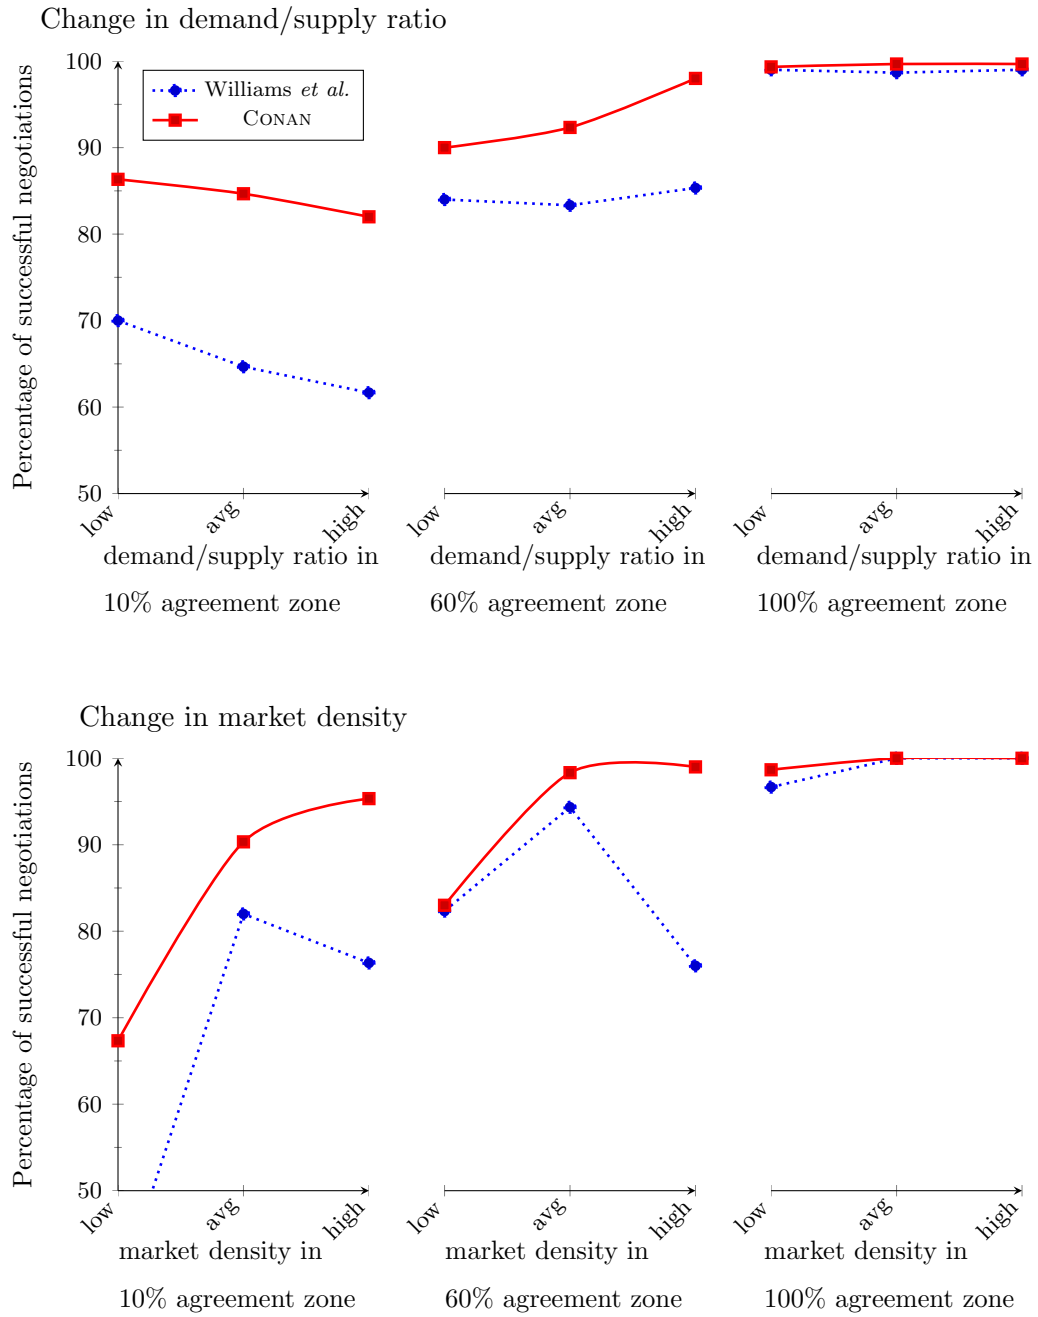 Change in demand/supply ratio
Percentage of successful negotiations
100
90
80
70
60
50
Williams et al.
CONAN
low avg high
low avg high
low avg high
demand/supply ratio in
10% agreement zone
demand/supply ratio in
60% agreement zone
demand/supply ratio in
100% agreement zone
Change in market density
Percentage of successful negotiations
100
90
80
70
60
50
low avg high
low avg high
low avg high
market density in
10% agreement zone
market density in
60% agreement zone
market density in
100% agreement zone